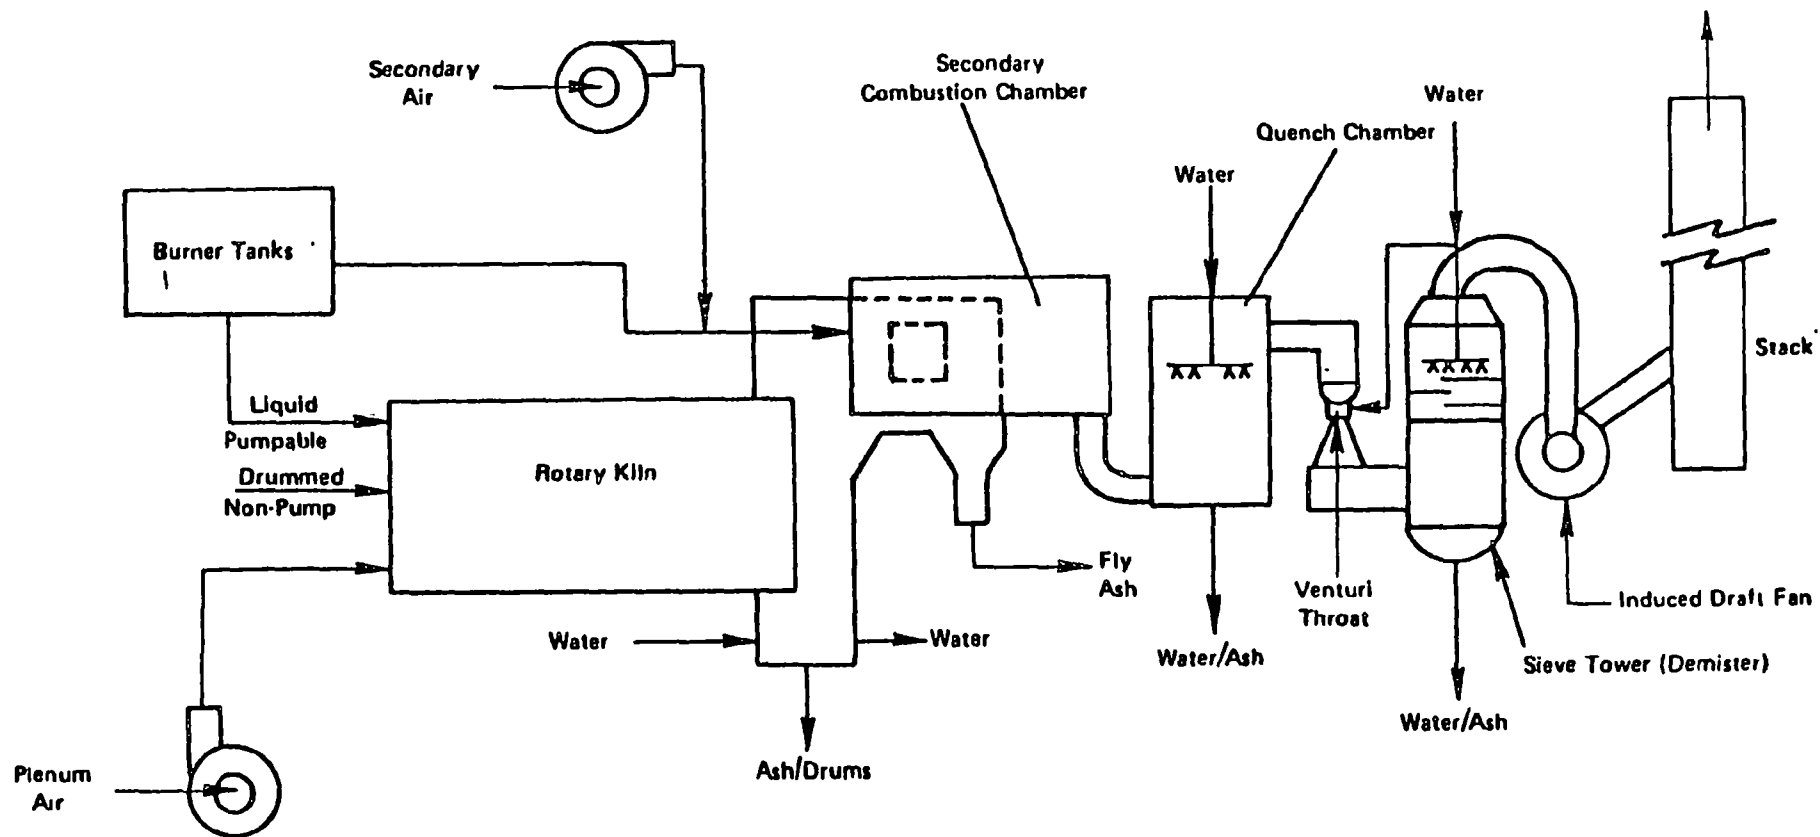 Secondary
Air
Secondary
Combustion Chamber
Water
Quench Chamber
Water
Burner Tanks
Stack
Liquid
Pumpable
Rotary Kiln
Drummed
Non-Pump
Fly
Ash
Venturi
Throat
Induced Draft Fan
Water
Water
Water/Ash
Sieve Tower (Demister)
Water/Ash
Ash/Drums
Plenum
Air